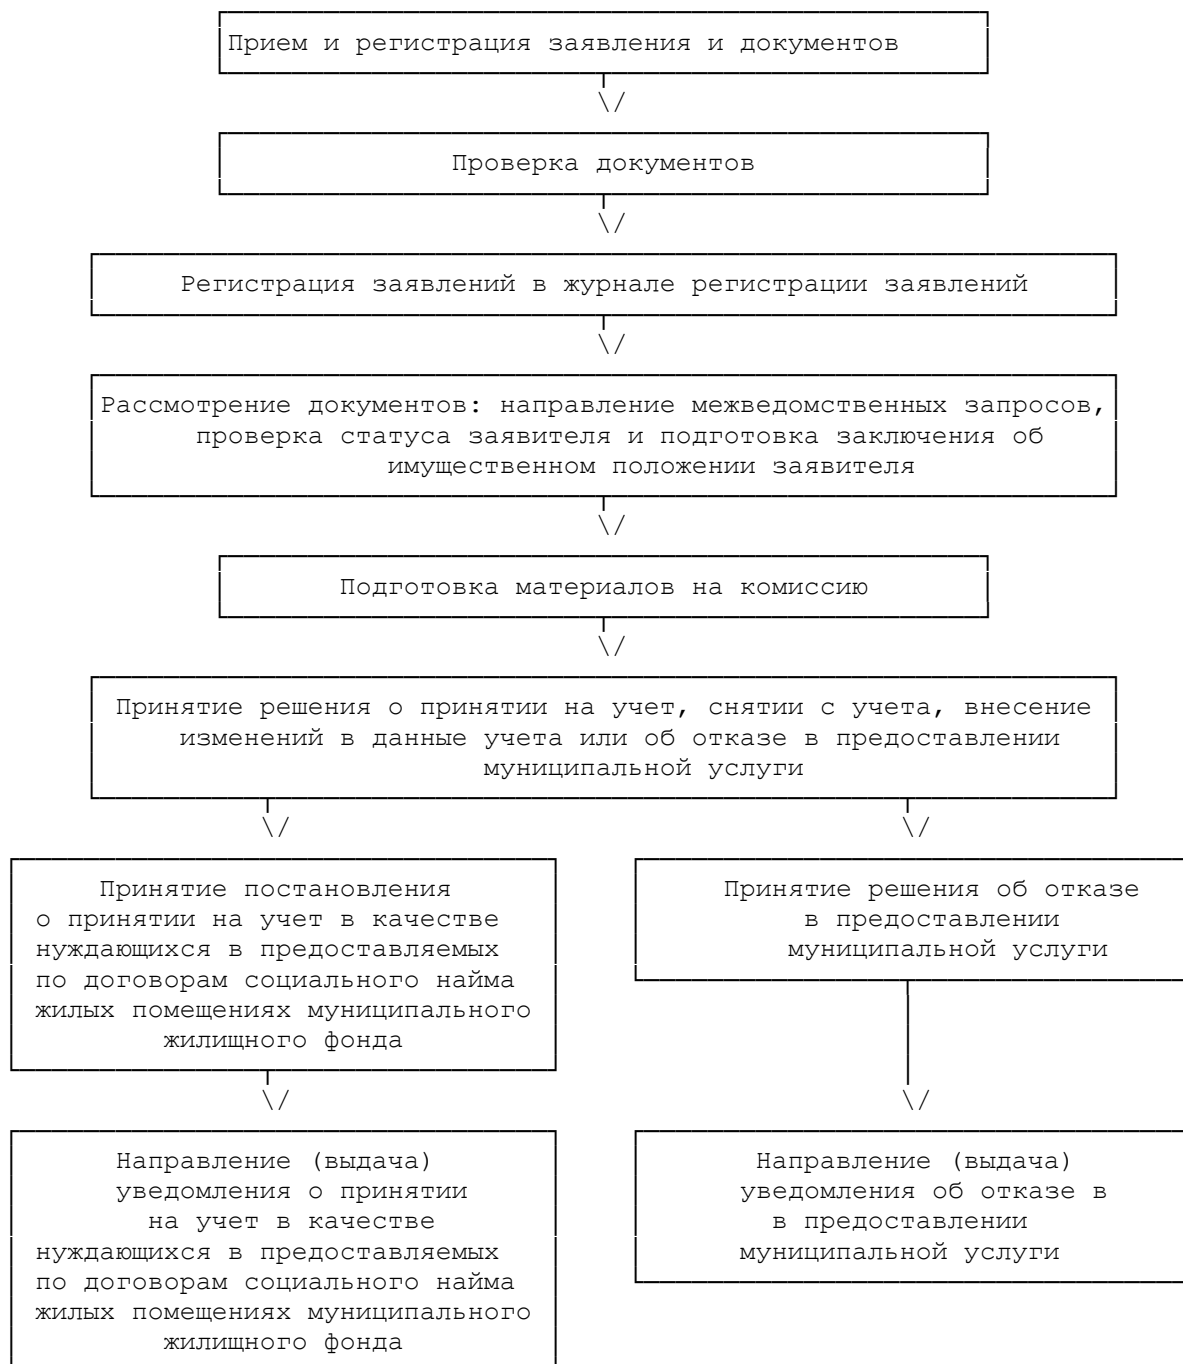 Прием и регистрация заявления и документов
\/
Проверка документов
\/
Регистрация заявлений в журнале регистрации заявлений
\/
Рассмотрение документов: направление межведомственных запросов,
проверка статуса заявителя и подготовка заключения об
имущественном положении заявителя
\/
Подготовка материалов на комиссию
\/
Принятие решения о принятии на учет, снятии с учета, внесение
изменений в данные учета или об отказе в предоставлении
муниципальной услуги
\/ \/
Принятие постановления
о принятии на учет в качестве
нуждающихся в предоставляемых
по договорам социального найма
жилых помещениях муниципального
жилищного фонда
\/
Направление (выдача)
уведомления о принятии
на учет в качестве
нуждающихся в предоставляемых
по договорам социального найма
жилых помещениях муниципального
жилищного фонда
Принятие решения об отказе
в предоставлении
муниципальной услуги
\/
Направление (выдача)
уведомления об отказе в
в предоставлении
муниципальной услуги